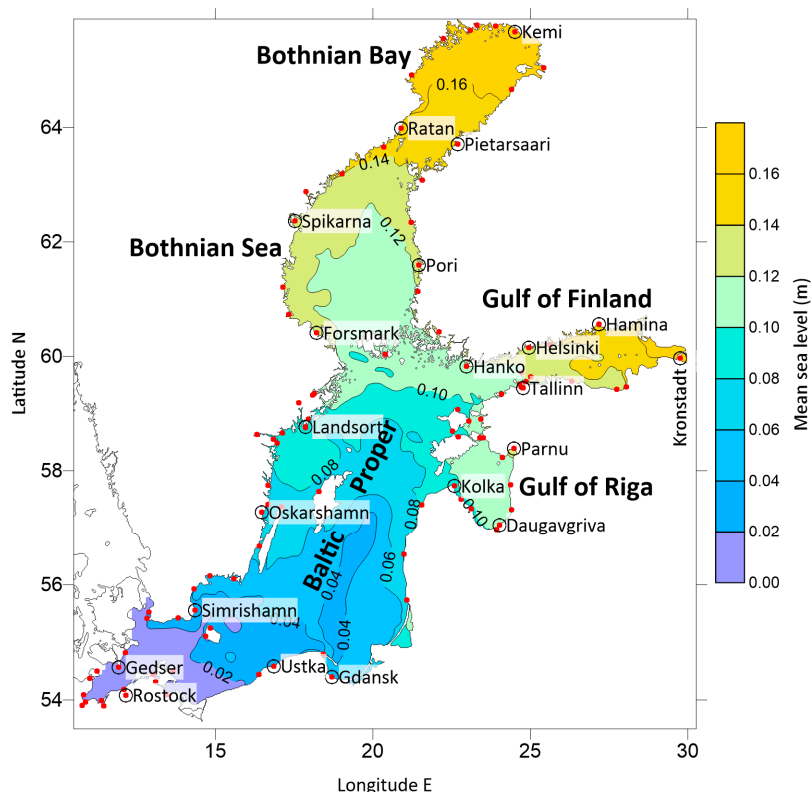 Kemi
Bothnian Bay
0.16
64
Ratan
Pietarsaari
0.14
Spikarna
62
0.12
Bothnian Sea
Pori
Gulf of Finland
Hamina
Forsmark
Helsinki
60
Hanko
Tallinn
Kronstadt
0.10
Landsort
Parnu
58
0.08
Proper
Kolka
Gulf of Riga
0.10
Oskarshamn
0.08
Daugavgriva
Baltic
0.04
0.06
56
Simrishamn
0.04
0.04
Gedser
0.02
Ustka
Gdansk
54
Rostock
15
20
25
30
Longitude E
Latitude N
0.16
0.14
0.12
0.10
0.08
0.06
0.04
0.02
0.00
Mean sea level (m)